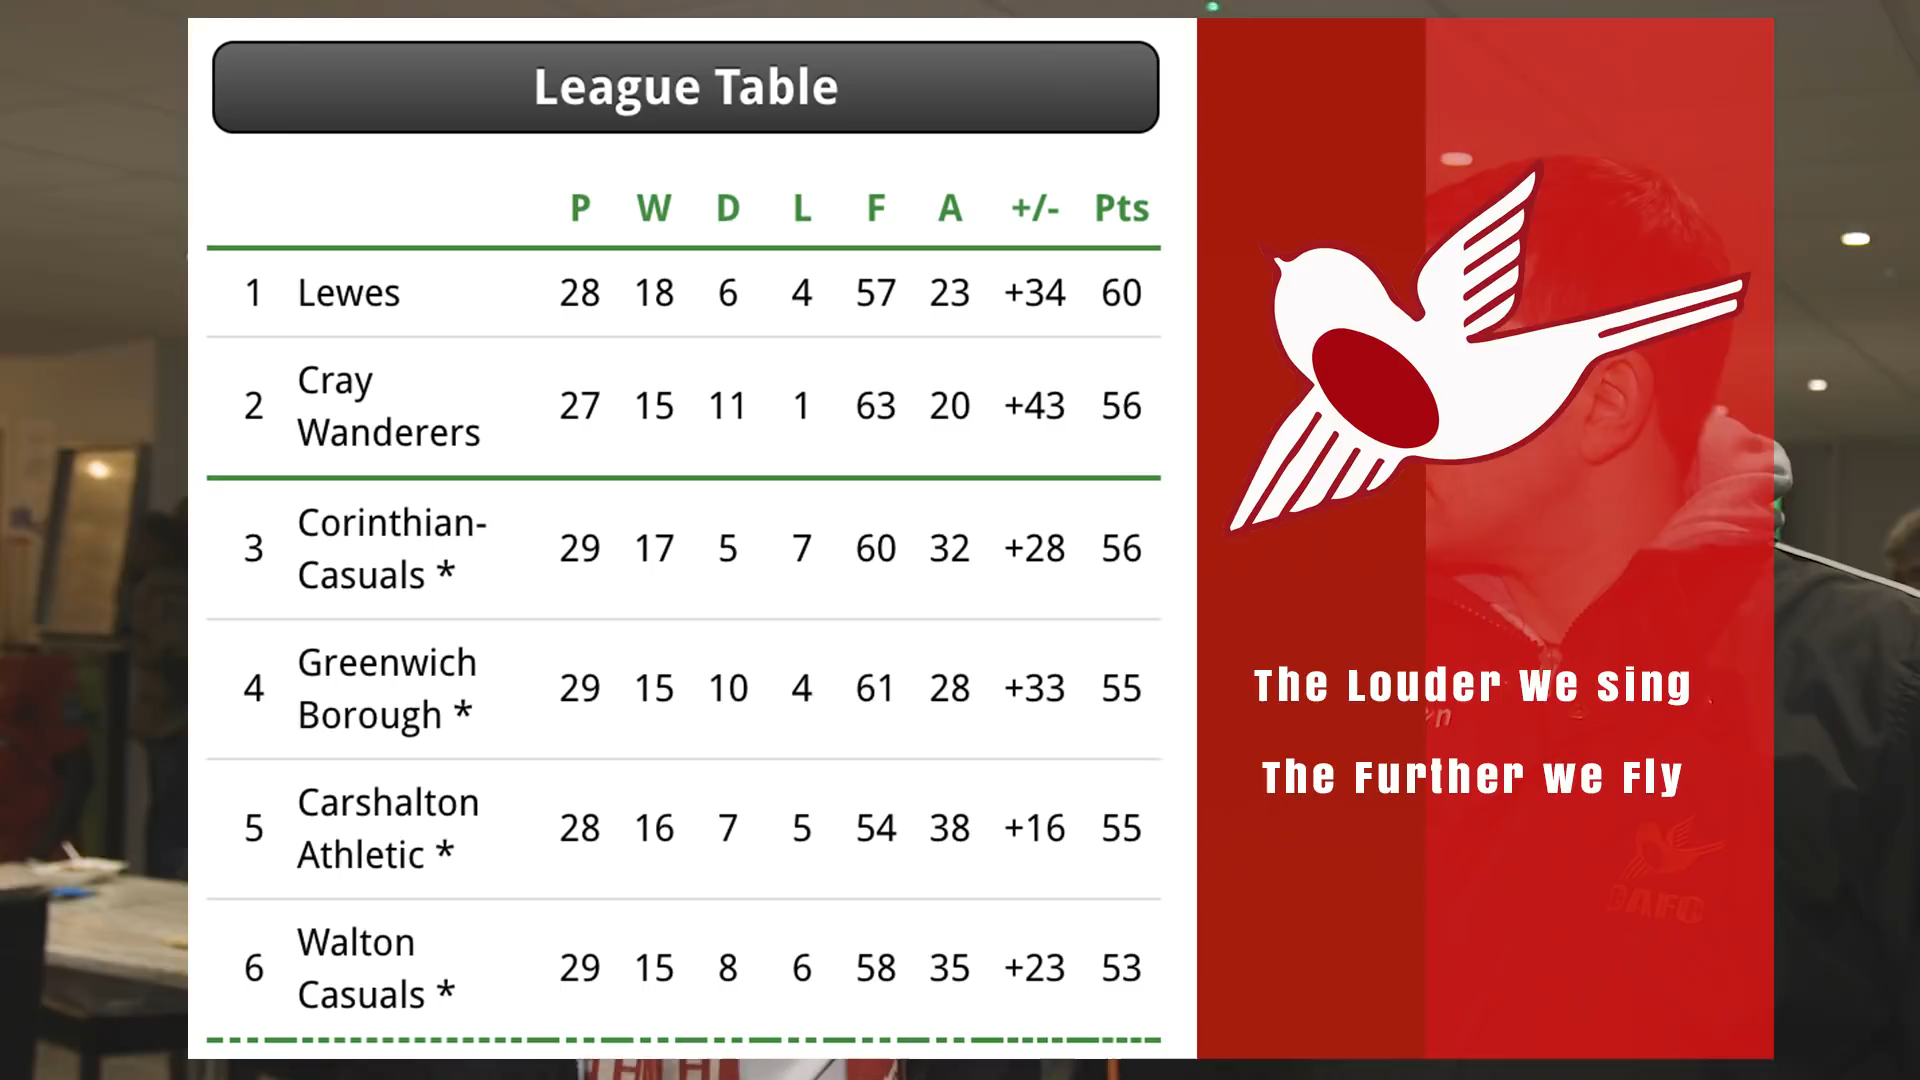 League Table
P W D L F A +/- Pts
1 Lewes 28 18 6 4 57 23 +34 60
2 Cray Wanderers 27 15 11 1 63 20 +43 56
3 Corinthian-Casuals * 29 17 5 7 60 32 +28 56
4 Greenwich Borough * 29 15 10 4 61 28 +33 55
5 Carshalton Athletic * 28 16 7 5 54 38 +16 55
6 Walton Casuals * 29 15 8 6 58 35 +23 53
The Louder We sing
The Further we Fly